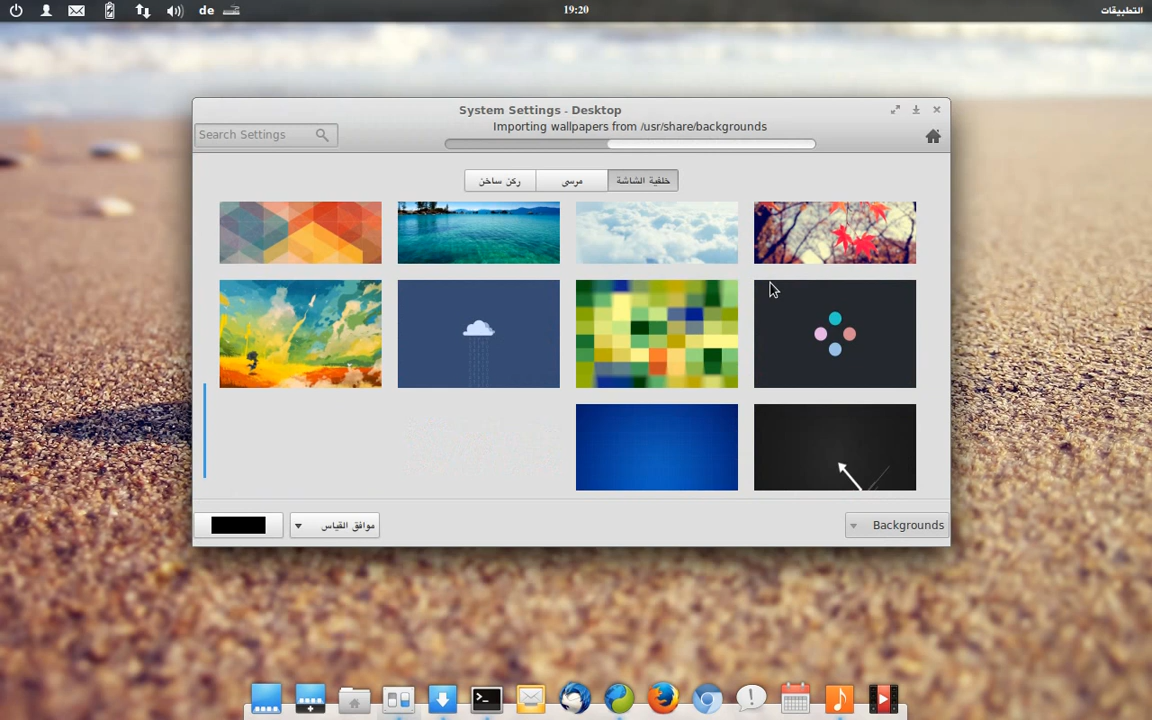 de
19:20
التطبيقات
System Settings - Desktop
Search Settings
Importing wallpapers from /usr/share/backgrounds
خلفية الشاشة
مرسى
ركن ساخن
موافق القياس
Backgrounds